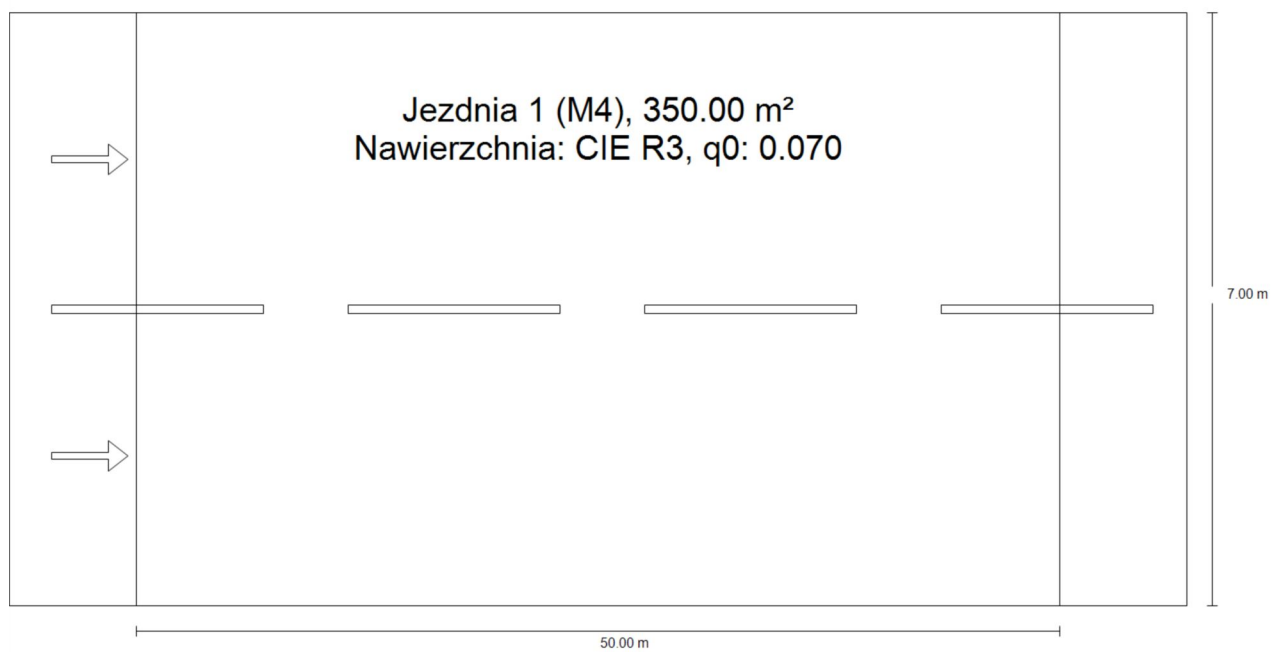 Jezdnia 1 (M4), 350.00 m²
Nawierzchnia: CIE R3, q0: 0.070
7.00 m
50.00 m